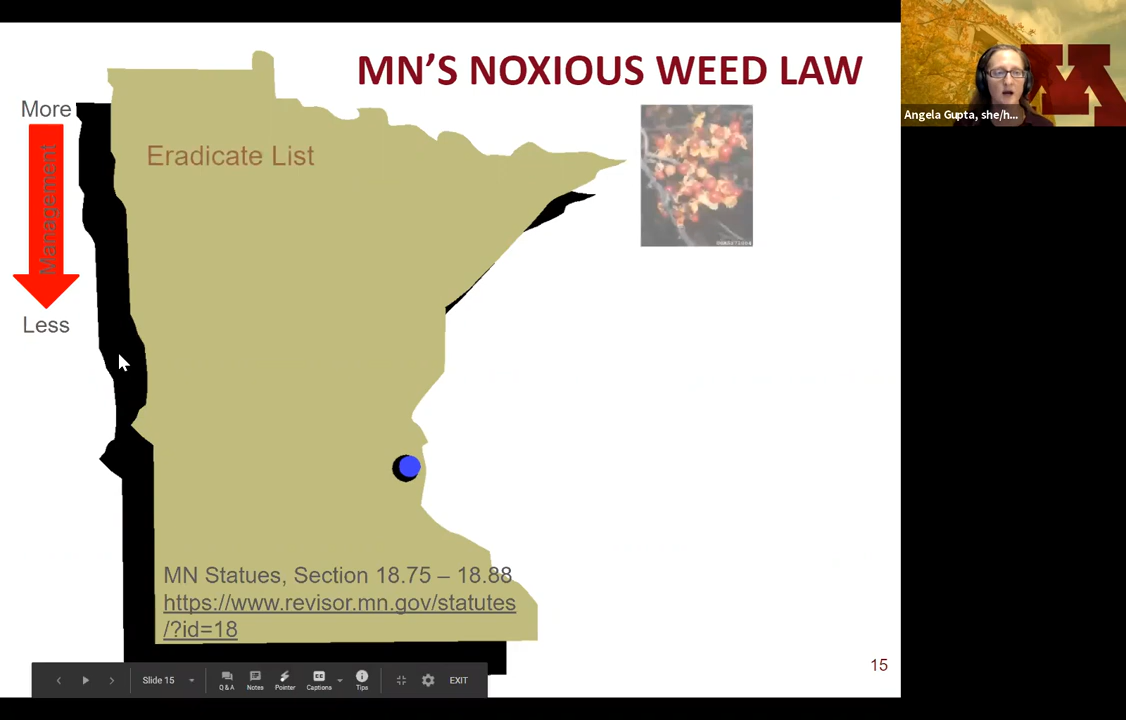 MN'S NOXIOUS WEED LAW
More
Management
Less
Eradicate List
MN Statues, Section 18.75 – 18.88
https://www.revisor.mn.gov/statutes
/?id=18
15
Slide 15
Q & A
Notes
Pointer
CC
Captions
Tips
EXIT
Angela Gupta, she/h...
M